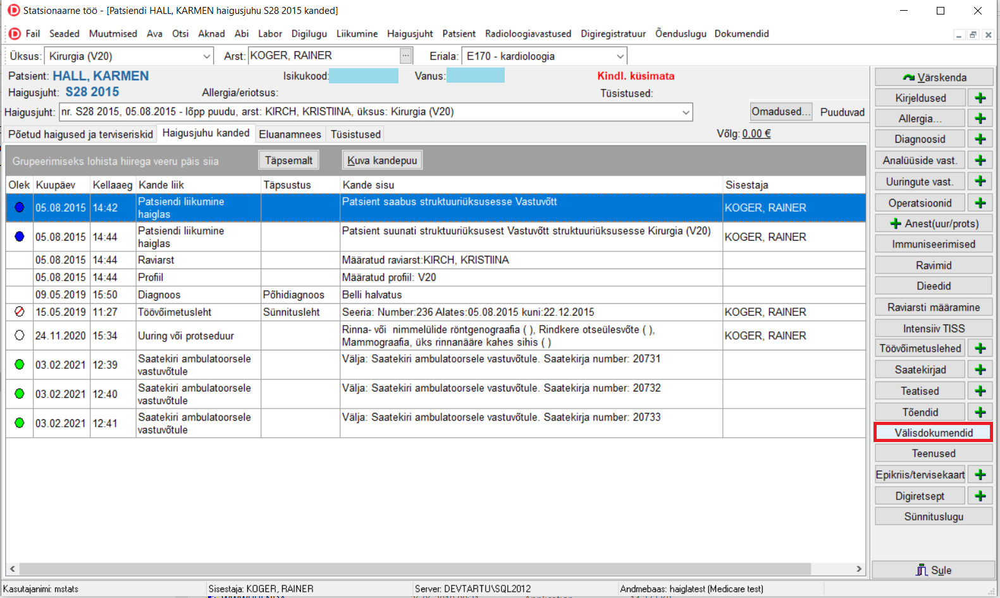 Statsionaarne töö - [Patsiendi HALL, KARMEN haigusjuhu S28 2015 kanded]
Fail Seaded Muutmised Ava Otsi Aknad Abi Labor Digilugu Liikumine Haigusjuht Patsient Radioloogiavastused Digiregistratuur Õenduslugu Dokumendid
Üksus: Kirurgia (V20) Arst: KOGER, RAINER ... Eriala: E170 - kardioloogia
Patsient: HALL, KARMEN Isikukood: Vanus: Kindl. küsimata
Haigusjuht: S28 2015 Allergia/eriotsus: Tüsistused:
Haigusjuht: nr. S28 2015, 05.08.2015 - lõpp puudu, arst: KIRCH, KRISTIINA, üksus: Kirurgia (V20) Omadused... Puuduvad
Põetud haigused ja terviseriskid Haigusjuhu kanded Eluanamnees Tüsistused Võlg: 0.00 €
Grupeerimiseks lohista hiirega veeru päis siia Täpsemalt Kuva kandepuu
Olek Kuupäev Kellaaeg Kande liik Täpsustus Kande sisu Sisestaja
05.08.2015 14:42 Patsiendi liikumine haiglas Patsient saabus struktuuriüksusesse Vastuvõtt KOGER, RAINER
05.08.2015 14:44 Patsiendi liikumine haiglas Patsient suunati struktuuriüksusest Vastuvõtt struktuuriüksusesse Kirurgia (V20) KOGER, RAINER
05.08.2015 14:44 Raviarst Määratud raviarst:KIRCH, KRISTIINA
05.08.2015 14:44 Profiil Määratud profiil: V20
09.05.2019 15:50 Diagnoos Põhidiagnoos Belli halvatus
15.05.2019 11:27 Töövõimetusleht Sünnitusleht Seeria: Number:236 Alates:05.08.2015 kuni:22.12.2015 KOGER, RAINER
24.11.2020 15:34 Uuring või protseduur Rinna- või nimmelülide röntgenograafia ( ), Rindkere otseülesvõte ( ),
Mammograafia, üks rinnanääre kahes sihis ( ) KOGER, RAINER
03.02.2021 12:39 Saatekiri ambulatoorsele vastuvõtule Välja: Saatekiri ambulatoorsele vastuvõtule. Saatekirja number: 20731
03.02.2021 12:40 Saatekiri ambulatoorsele vastuvõtule Välja: Saatekiri ambulatoorsele vastuvõtule. Saatekirja number: 20732
03.02.2021 12:41 Saatekiri ambulatoorsele vastuvõtule Välja: Saatekiri ambulatoorsele vastuvõtule. Saatekirja number: 20733
Värskenda
Kirjeldused
Allergia...
Diagnoosid
Analüüside vast.
Uuringute vast.
Operatsioonid
Anest(uur/prots)
Immuniseerimised
Ravimid
Dieedid
Raviarsti määramine
Intensiiv TISS
Töövõimetuslehed
Saatekirjad
Teatised
Tõendid
Välisdokumendid
Teenused
Epikriis/tervisekaart
Digiretsept
Sünnituslugu
Sule
Kasutajanimi: mstats Sisestaja: KOGER, RAINER Server: DEVTARTU\SQL2012 Andmebaas: haiglatest (Medicare test)